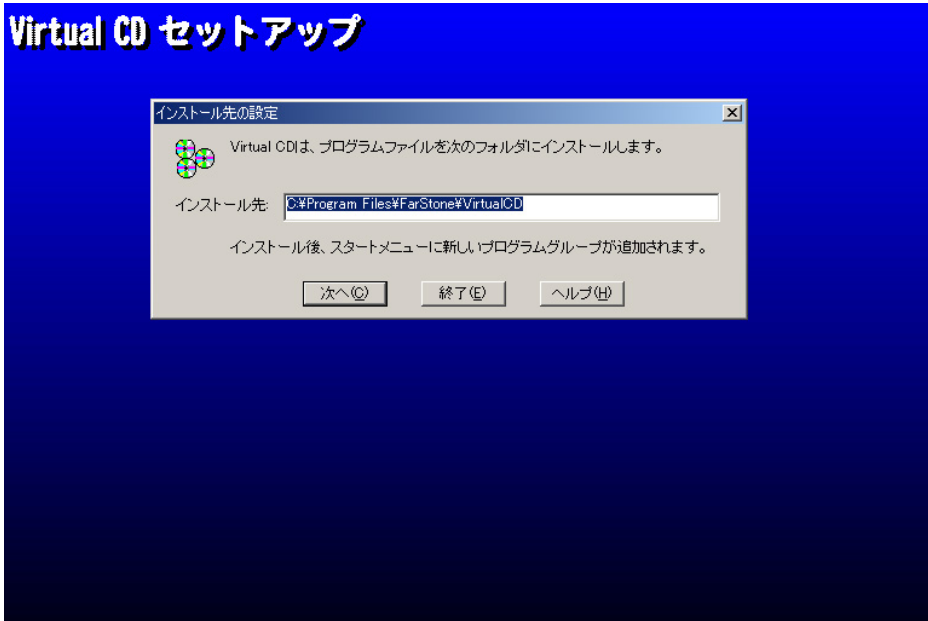 Virtual CD セットアップ
インストール先の設定
Virtual CDは、プログラムファイルを次のフォルダにインストールします。
インストール先: C:¥Program Files¥FarStone¥VirtualCD
インストール後、スタートメニューに新しいプログラムグループが追加されます。
次へ(C) 終了(E) ヘルプ(H)